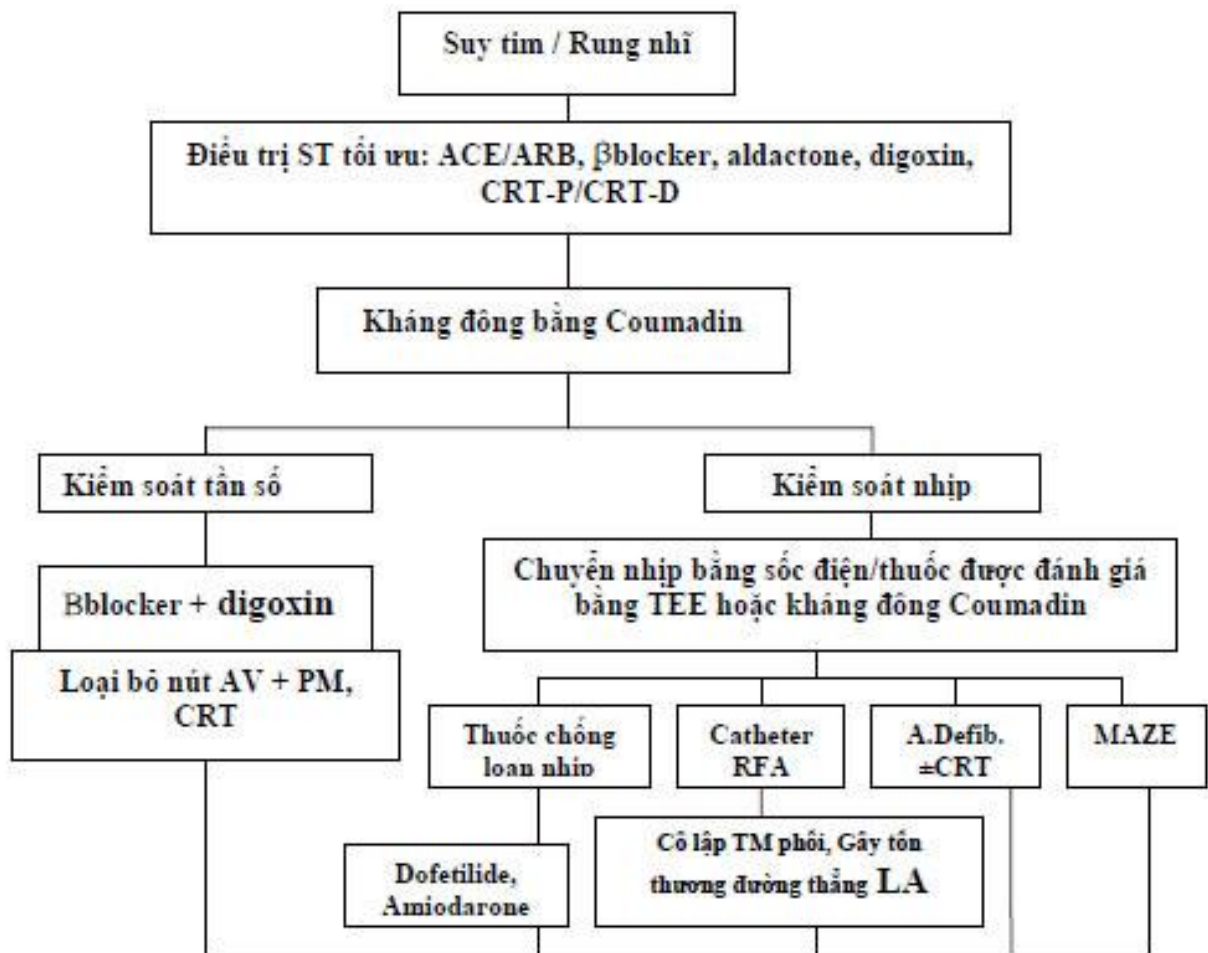 Suy tim / Rung nhĩ
Điều trị ST tối ưu: ACE/ARB, βblocker, aldactone, digoxin,
CRT-P/CRT-D
Kháng đông bằng Coumadin
Kiểm soát tần số
Kiểm soát nhịp
Bblocker + digoxin
Chuyển nhịp bằng sốc điện/thuốc được đánh giá
bằng TEE hoặc kháng đông Coumadin
Loại bỏ nút AV + PM,
CRT
Thuốc chống
loạn nhịp
Catheter
RFA
A.Defib.
±CRT
MAZE
Dofetilide,
Amiodarone
Cô lập TM phổi, Gây tổn
thương đường thẳng LA